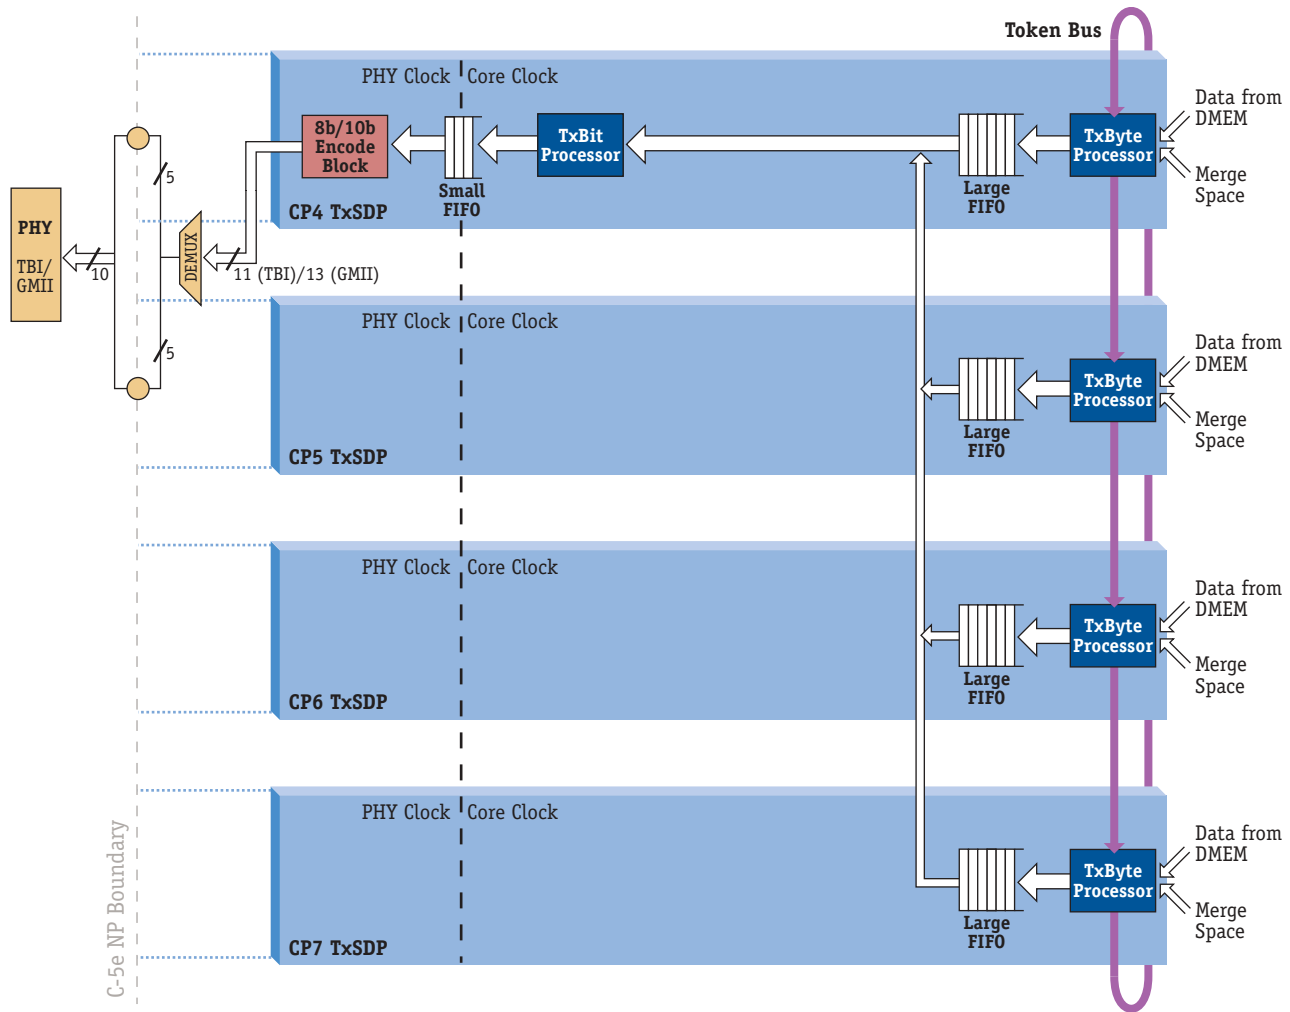 Token Bus
PHY Clock
Core Clock
8b/10b
Encode
Block
Small
FIFO
TxBit
Processor
Large
FIFO
TxByte
Processor
Data from
DMEM
Merge
Space
CP4 TxSDP
5
PHY
TBI/
GMII
10
DEMUX
11 (TBI)/13 (GMII)
5
PHY Clock
Core Clock
Large
FIFO
TxByte
Processor
Data from
DMEM
Merge
Space
CP5 TxSDP
PHY Clock
Core Clock
Large
FIFO
TxByte
Processor
Data from
DMEM
Merge
Space
CP6 TxSDP
PHY Clock
Core Clock
Large
FIFO
TxByte
Processor
Data from
DMEM
Merge
Space
CP7 TxSDP
C-5e NP Boundary